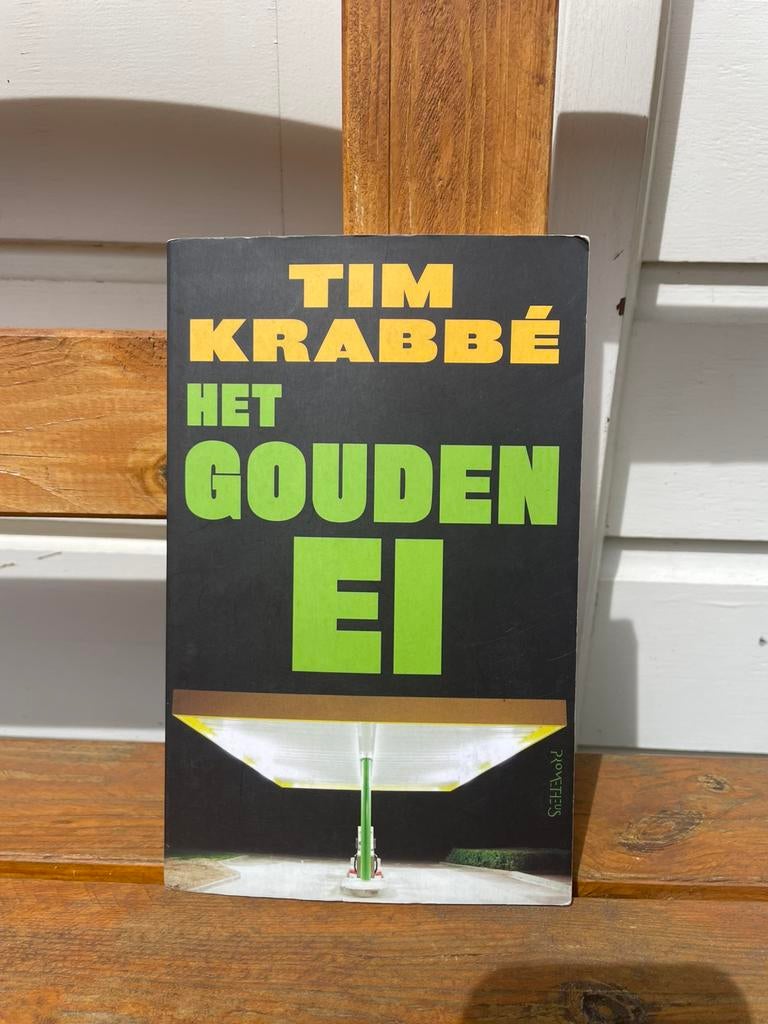 TIM
KRABBÉ
HET
GOUDEN
EI
PROMETHEUS